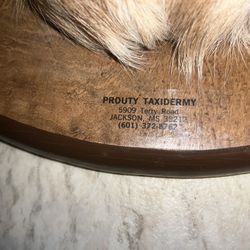 PROUTY TAXIDERMY
5909 Terry Road
JACKSON, MS 39212
(601) 372-8767